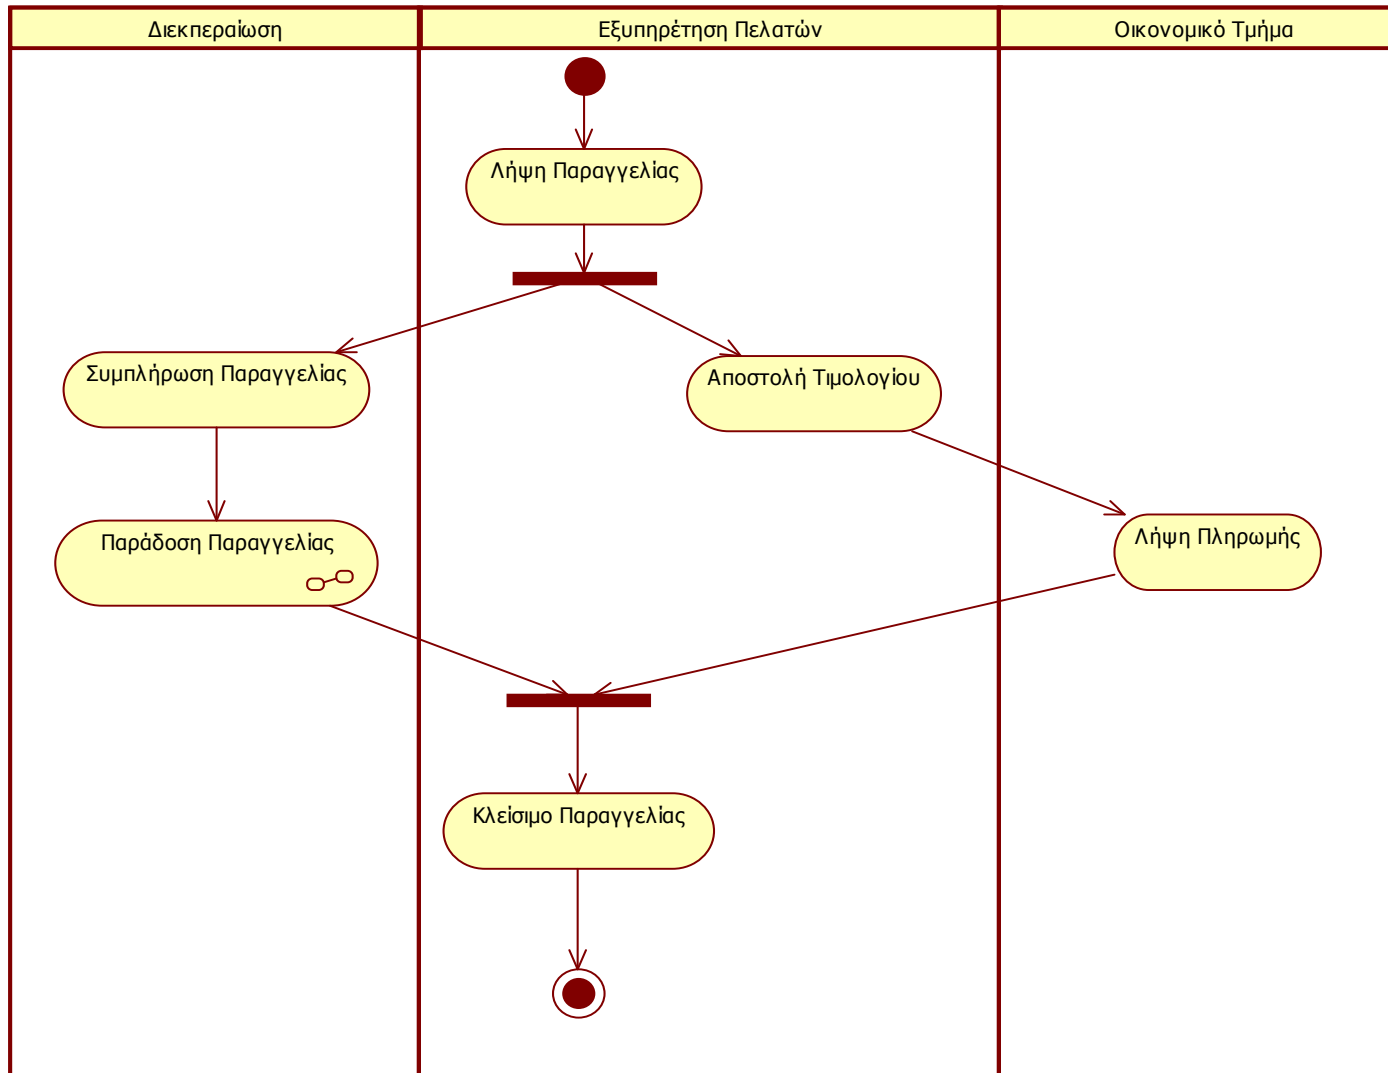 Διεκπεραίωση
Εξυπηρέτηση Πελατών
Οικονομικό Τμήμα
Λήψη Παραγγελίας
Συμπλήρωση Παραγγελίας
Αποστολή Τιμολογίου
Παράδοση Παραγγελίας
Λήψη Πληρωμής
Κλείσιμο Παραγγελίας